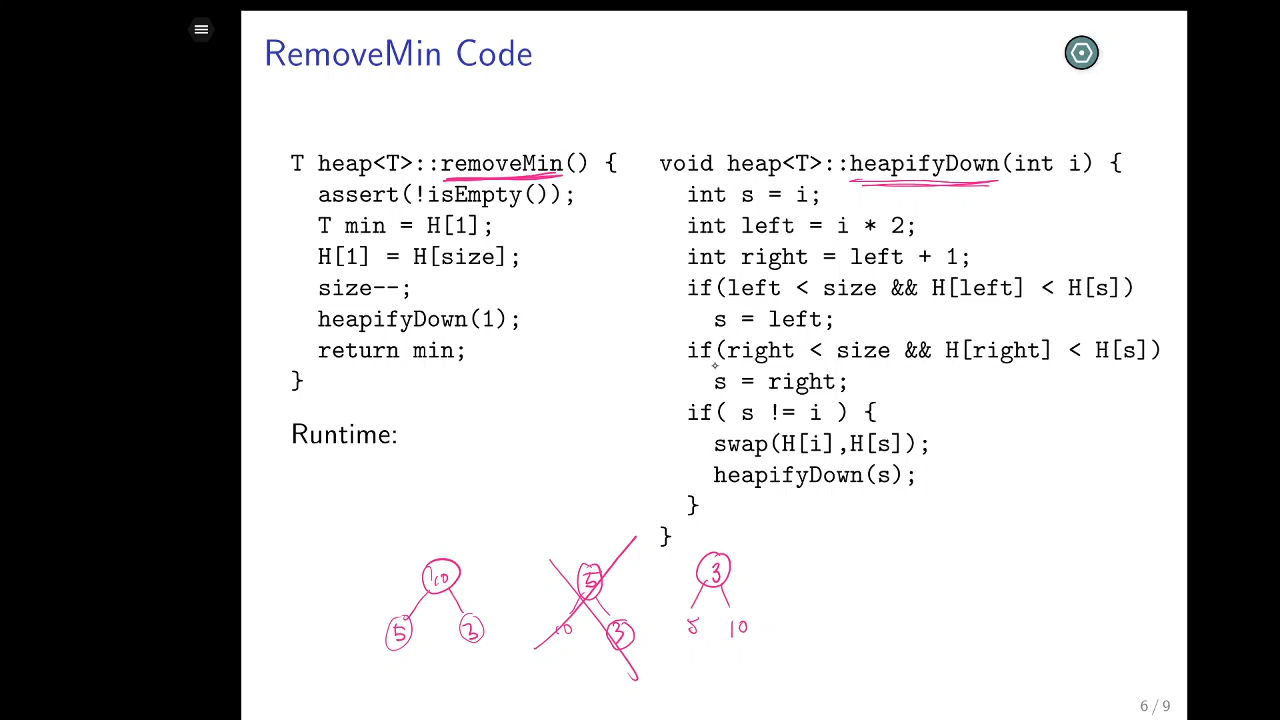 RemoveMin Code
T heap<T>::removeMin() {
assert(!isEmpty());
T min = H[1];
H[1] = H[size];
size--;
heapifyDown(1);
return min;
}
Runtime:
void heap<T>::heapifyDown(int i) {
int s = i;
int left = i * 2;
int right = left + 1;
if(left < size && H[left] < H[s])
s = left;
if(right < size && H[right] < H[s])
s = right;
if( s != i ) {
swap(H[i],H[s]);
heapifyDown(s);
}
}
10
5 3
5
10 3
3
5 10
6 / 9